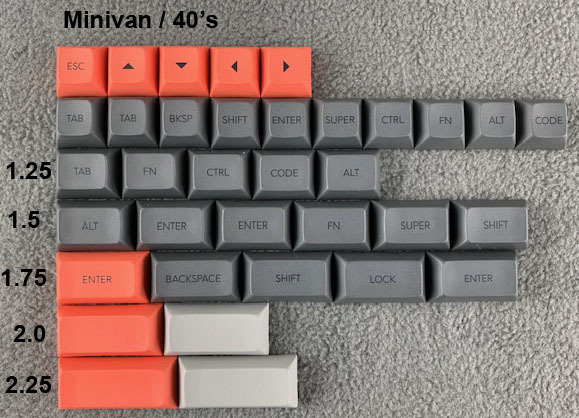 Minivan / 40’s
ESC
TAB TAB BKSP SHIFT ENTER SUPER CTRL FN ALT CODE
1.25 TAB FN CTRL CODE ALT
1.5 ALT ENTER ENTER FN SUPER SHIFT
1.75 ENTER BACKSPACE SHIFT LOCK ENTER
2.0
2.25